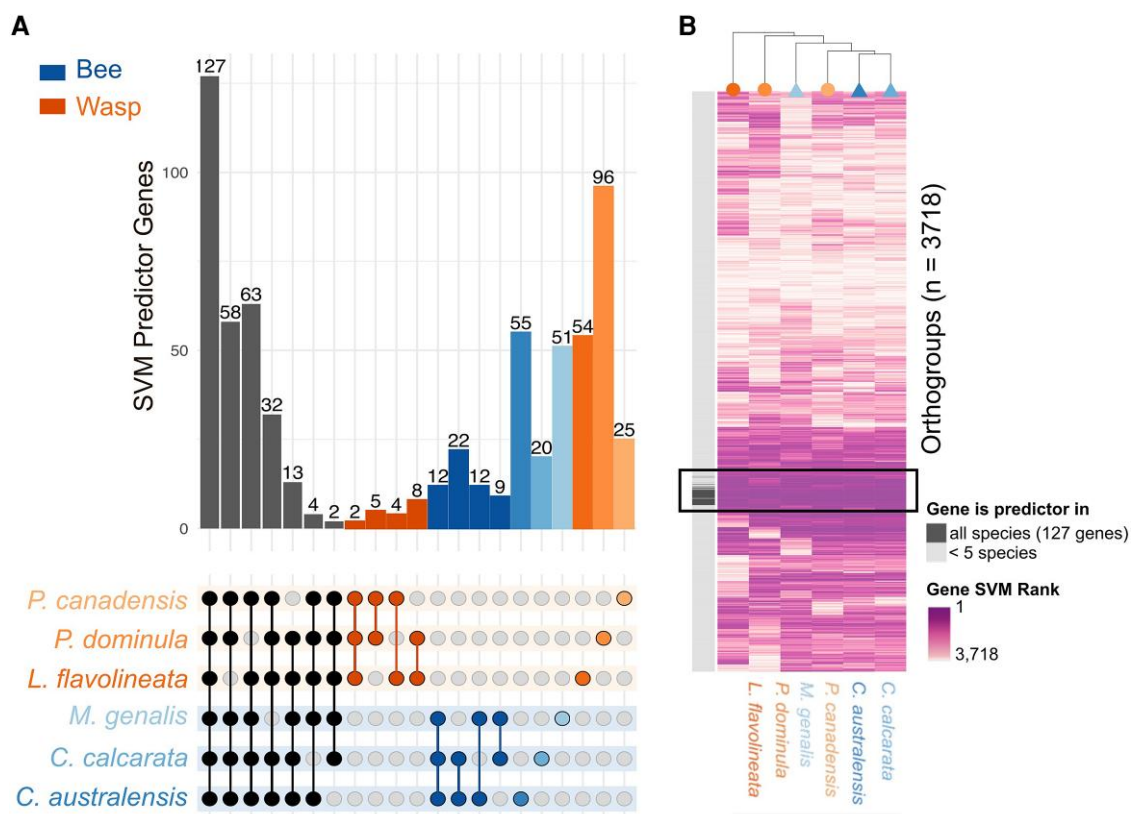 A
Bee
Wasp
SVM Predictor Genes
100
50
0
127
58
63
32
13
4
2
2
5
4
8
12
22
12
9
55
20
51
54
96
25
P. canadensis
P. dominula
L. flavolineata
M. genalis
C. calcarata
C. australensis
B
Orthogroups (n = 3718)
Gene is predictor in
all species (127 genes)
< 5 species
Gene SVM Rank
1
3,718
L. flavolineata
P. dominula
M. genalis
P. canadensis
C. australensis
C. calcarata